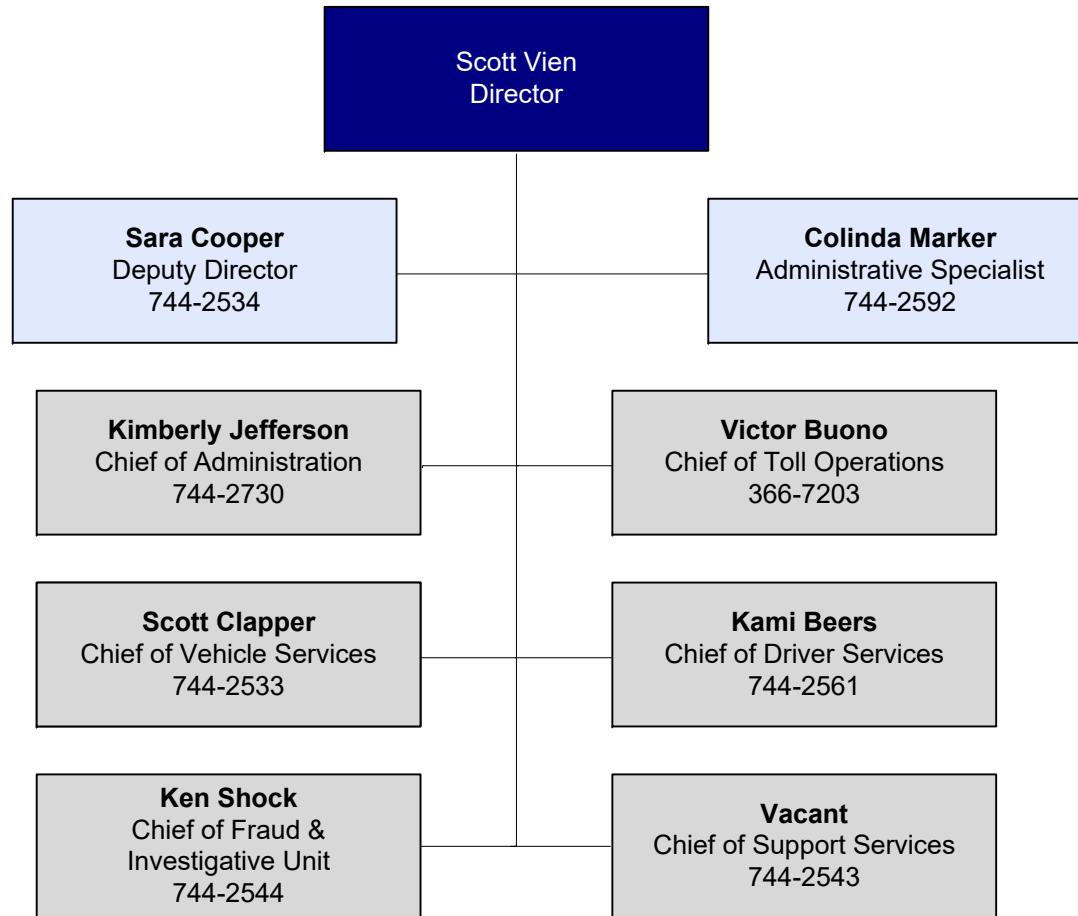 Scott Vien
Director
Sara Cooper
Deputy Director
744-2534
Colinda Marker
Administrative Specialist
744-2592
Kimberly Jefferson
Chief of Administration
744-2730
Victor Buono
Chief of Toll Operations
366-7203
Scott Clapper
Chief of Vehicle Services
744-2533
Kami Beers
Chief of Driver Services
744-2561
Ken Shock
Chief of Fraud &
Investigative Unit
744-2544
Vacant
Chief of Support Services
744-2543